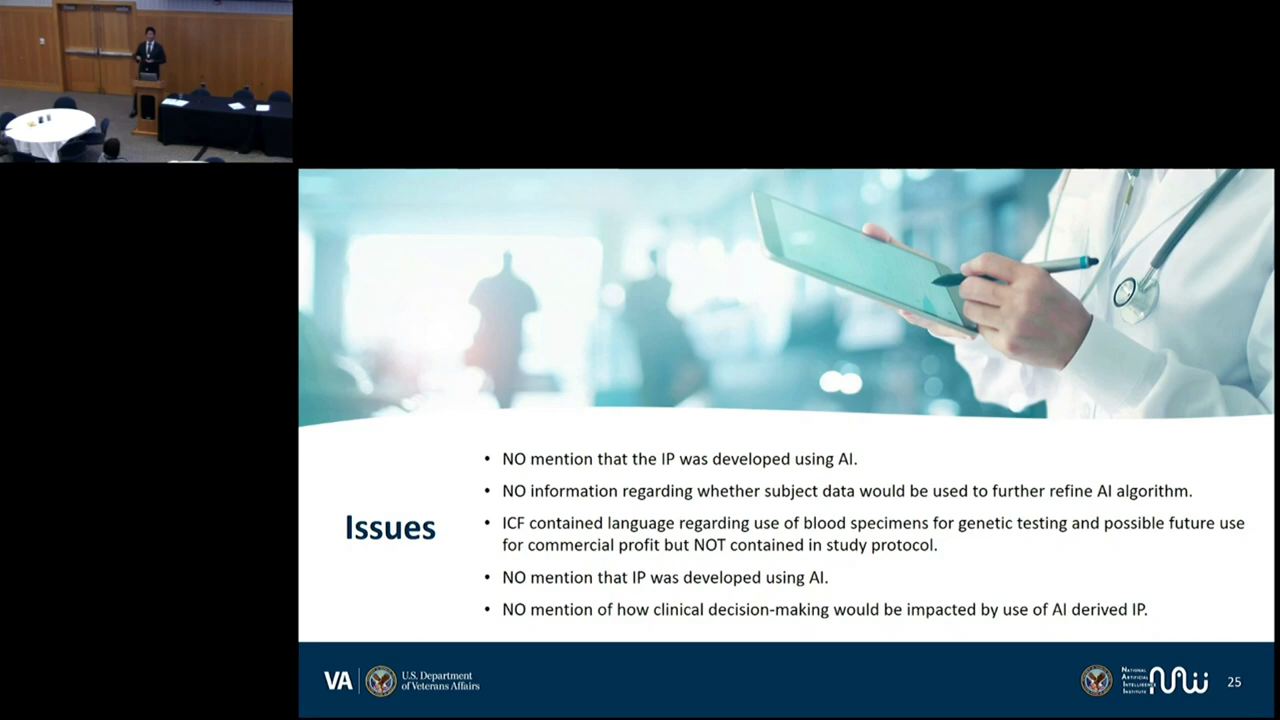 Issues
• NO mention that the IP was developed using AI.
• NO information regarding whether subject data would be used to further refine AI algorithm.
• ICF contained language regarding use of blood specimens for genetic testing and possible future use
for commercial profit but NOT contained in study protocol.
• NO mention that IP was developed using AI.
• NO mention of how clinical decision-making would be impacted by use of AI derived IP.
VA
U.S. Department
of Veterans Affairs
National
Artificial
Intelligence
Institute
25